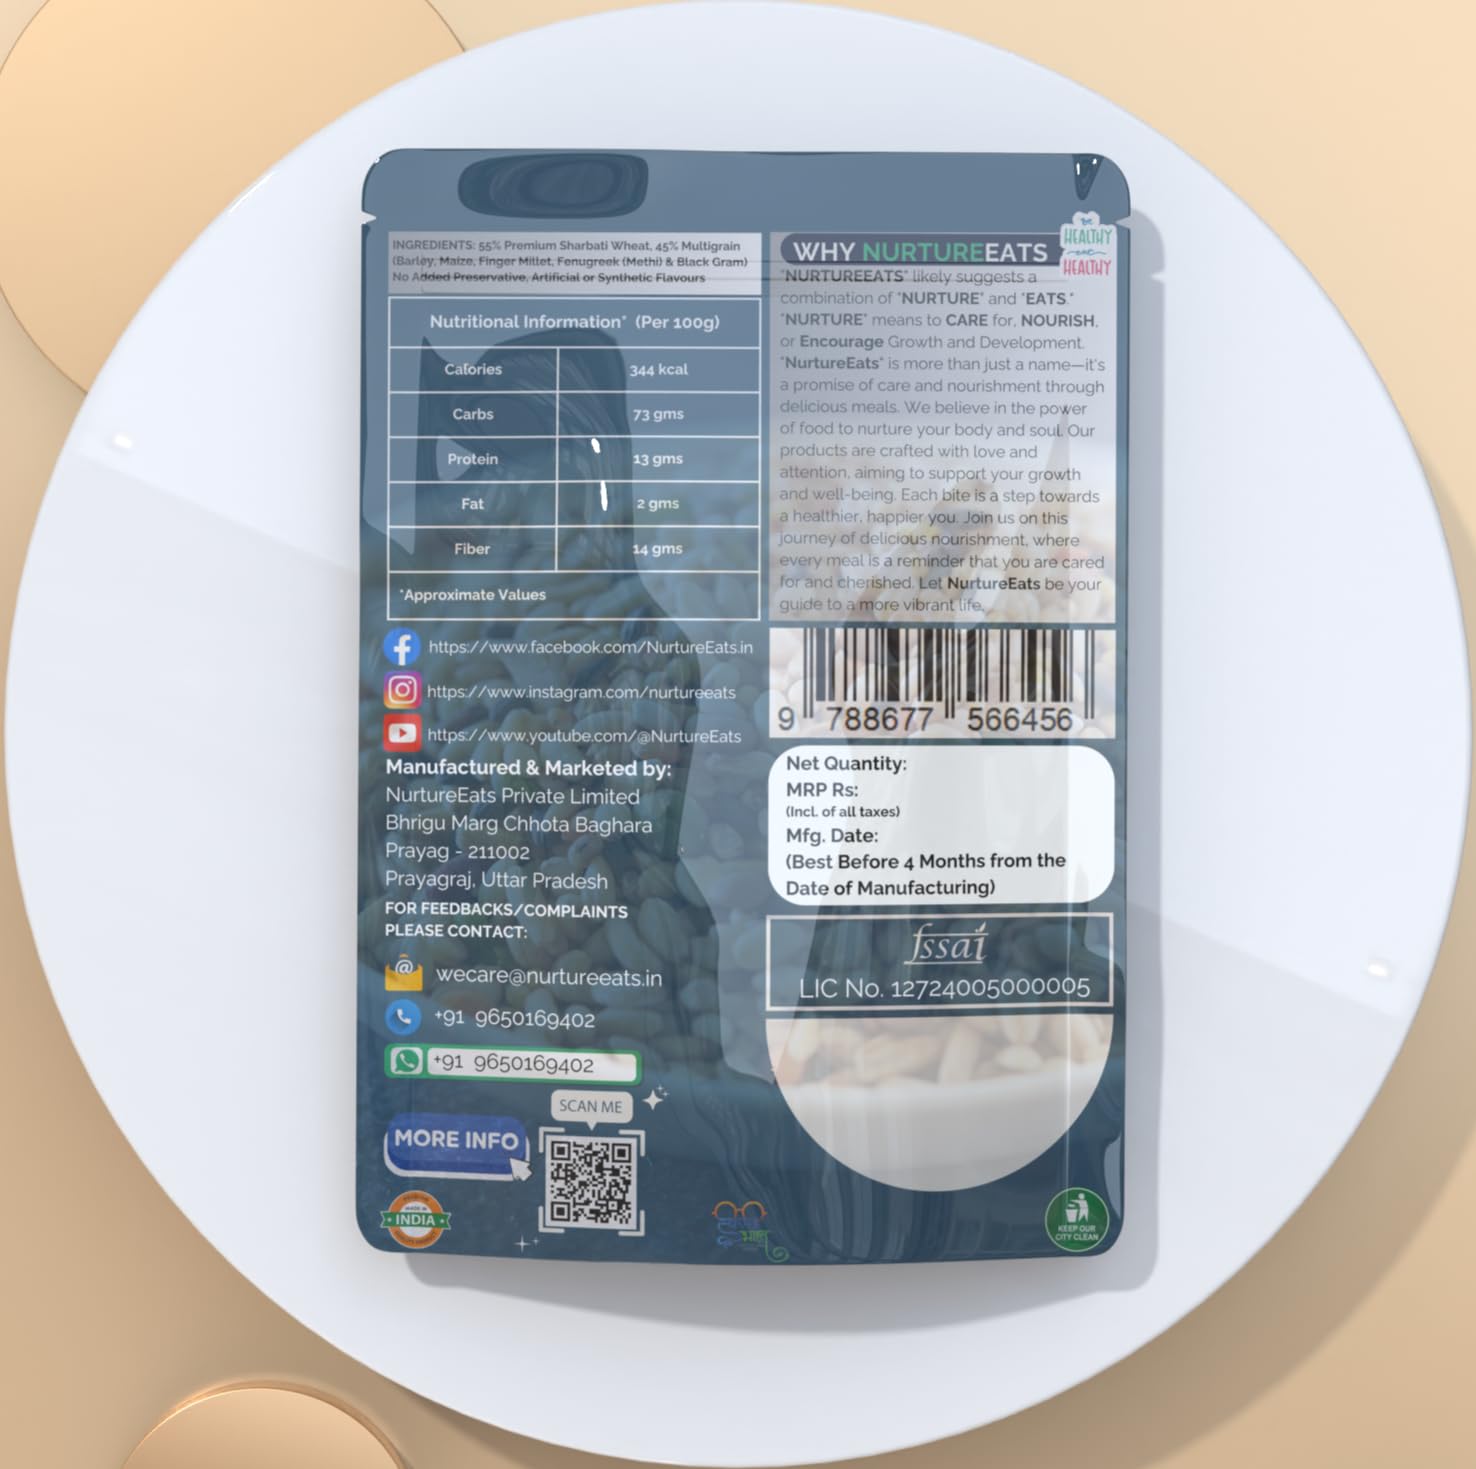 INGREDIENTS: 55% Premium Sharbati Wheat, 45% Multigrain
(Barley, Maize, Finger Millet, Fenugreek (Methi) & Black Gram)
No Added Preservative, Artificial or Synthetic Flavours
Nutritional Information* (Per 100g)
Calories 344 kcal
Carbs 73 gms
Protein 13 gms
Fat 2 gms
Fiber 14 gms
*Approximate Values
https://www.facebook.com/NurtureEats.in
https://www.instagram.com/nurtureeats
https://www.youtube.com/@NurtureEats
Manufactured & Marketed by:
NurtureEats Private Limited
Bhrigu Marg Chhota Baghara
Prayag - 211002
Prayagraj, Uttar Pradesh
FOR FEEDBACKS/COMPLAINTS
PLEASE CONTACT:
wecare@nurtureeats.in
+91 9650169402
+91 9650169402
SCAN ME
MORE INFO
MADE IN
INDIA
WHY NURTUREEATS
be
HEALTHY
eat
HEALTHY
"NURTUREEATS" likely suggests a
combination of "NURTURE" and "EATS."
"NURTURE" means to CARE for, NOURISH,
or Encourage Growth and Development.
"NurtureEats" is more than just a name—it's
a promise of care and nourishment through
delicious meals. We believe in the power
of food to nurture your body and soul. Our
products are crafted with love and
attention, aiming to support your growth
and well-being. Each bite is a step towards
a healthier, happier you. Join us on this
journey of delicious nourishment, where
every meal is a reminder that you are cared
for and cherished. Let NurtureEats be your
guide to a more vibrant life.
9 788677 566456
Net Quantity:
MRP Rs:
(Incl. of all taxes)
Mfg. Date:
(Best Before 4 Months from the
Date of Manufacturing)
fssai
LIC No. 12724005000005
KEEP OUR
CITY CLEAN